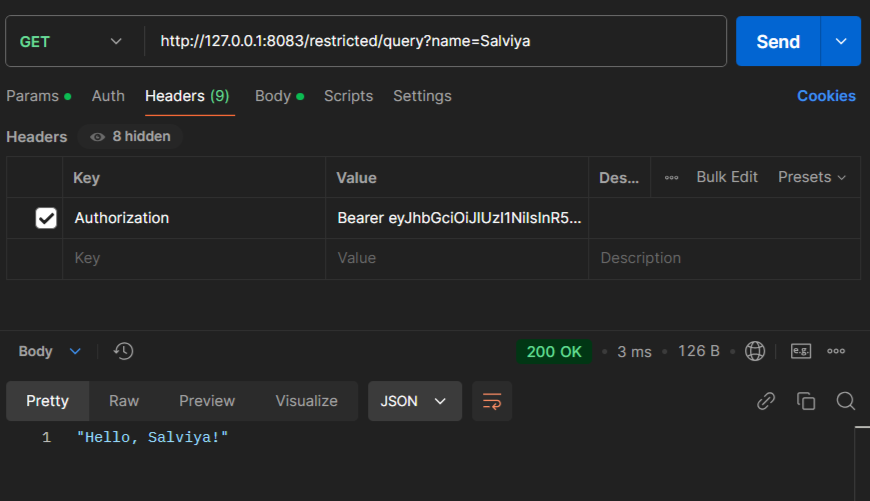 GET http://127.0.0.1:8083/restricted/query?name=Salviya Send
Params Auth Headers (9) Body Scripts Settings Cookies
Headers 8 hidden
Key Value Des... Bulk Edit Presets
Authorization Bearer eyJhbGciOiJIUzI1NiIsInR5...
Key Value Description
Body 200 OK 3 ms 126 B e.g.
Pretty Raw Preview Visualize JSON
1 "Hello, Salviya!"